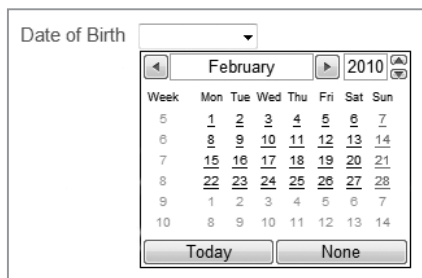 Date of Birth
February 2010
Week Mon Tue Wed Thu Fri Sat Sun
5 1 2 3 4 5 6 7
6 8 9 10 11 12 13 14
7 15 16 17 18 19 20 21
8 22 23 24 25 26 27 28
9 1 2 3 4 5 6 7
10 8 9 10 11 12 13 14
Today None